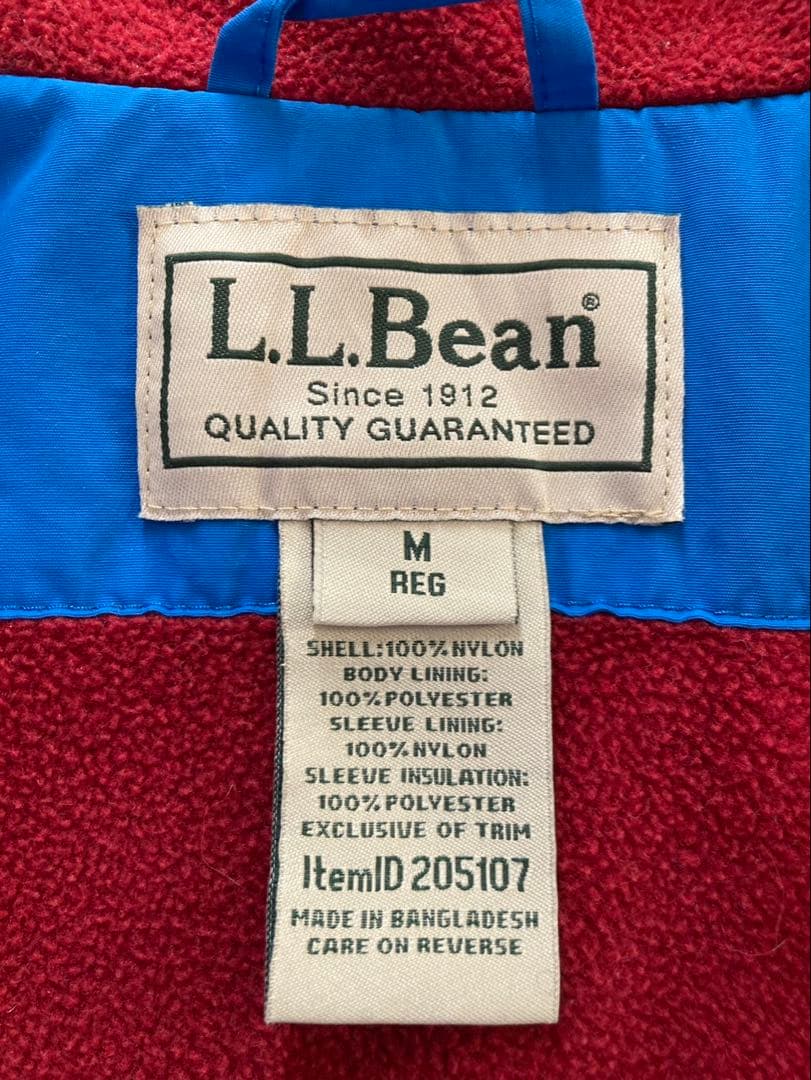 L.L.Bean®
Since 1912
QUALITY GUARANTEED
M
REG
SHELL:100%NYLON
BODY LINING:
100%POLYESTER
SLEEVE LINING:
100%NYLON
SLEEVE INSULATION:
100%POLYESTER
EXCLUSIVE OF TRIM
ItemID 205107
MADE IN BANGLADESH
CARE ON REVERSE